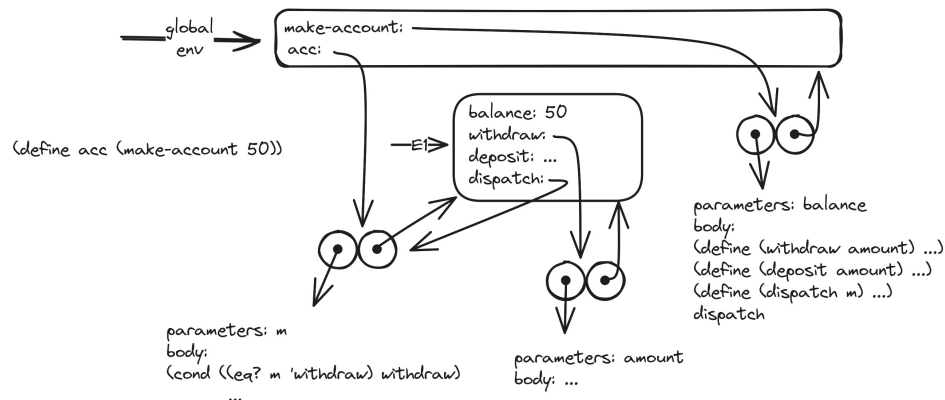 global
env
make-account:
acc:
(define acc (make-account 50))
E1
balance: 50
withdraw:
deposit: ...
dispatch:
parameters: balance
body:
(define (withdraw amount) ...)
(define (deposit amount) ...)
(define (dispatch m) ...)
dispatch
parameters: m
body:
(cond ((eq? m 'withdraw) withdraw)
...
parameters: amount
body: ...